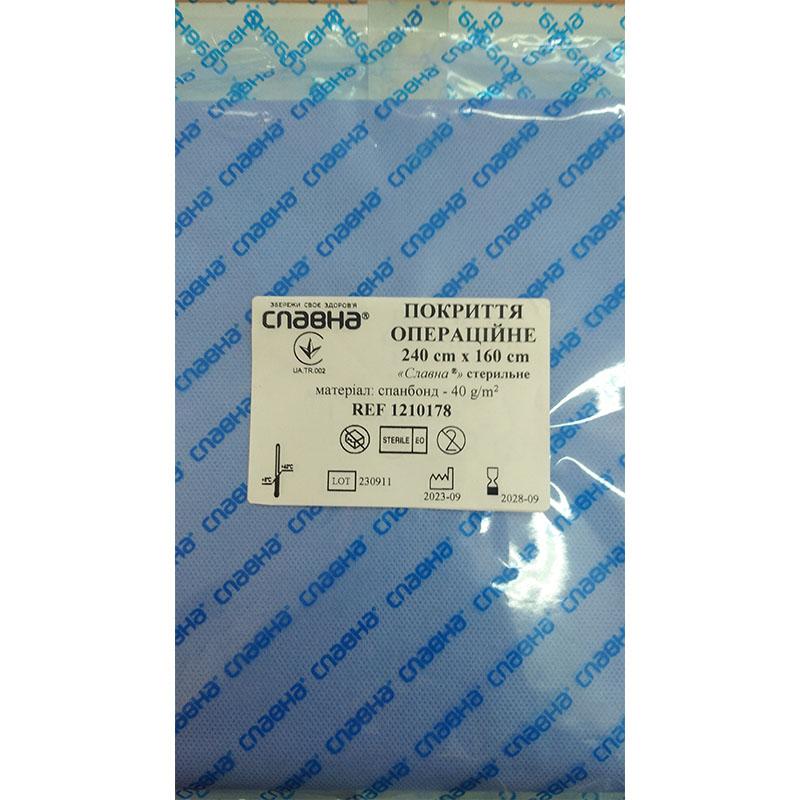 ЗБЕРЕЖИ СВОЄ ЗДОРОВ'Я
СЛАВНА®
UA.TR.002
ПОКРИТТЯ
ОПЕРАЦІЙНЕ
240 cm x 160 cm
«Славна®» стерильне
матеріал: спанбонд - 40 g/m²
REF 1210178
STERILE EO
2
LOT 230911
2023-09
2028-09